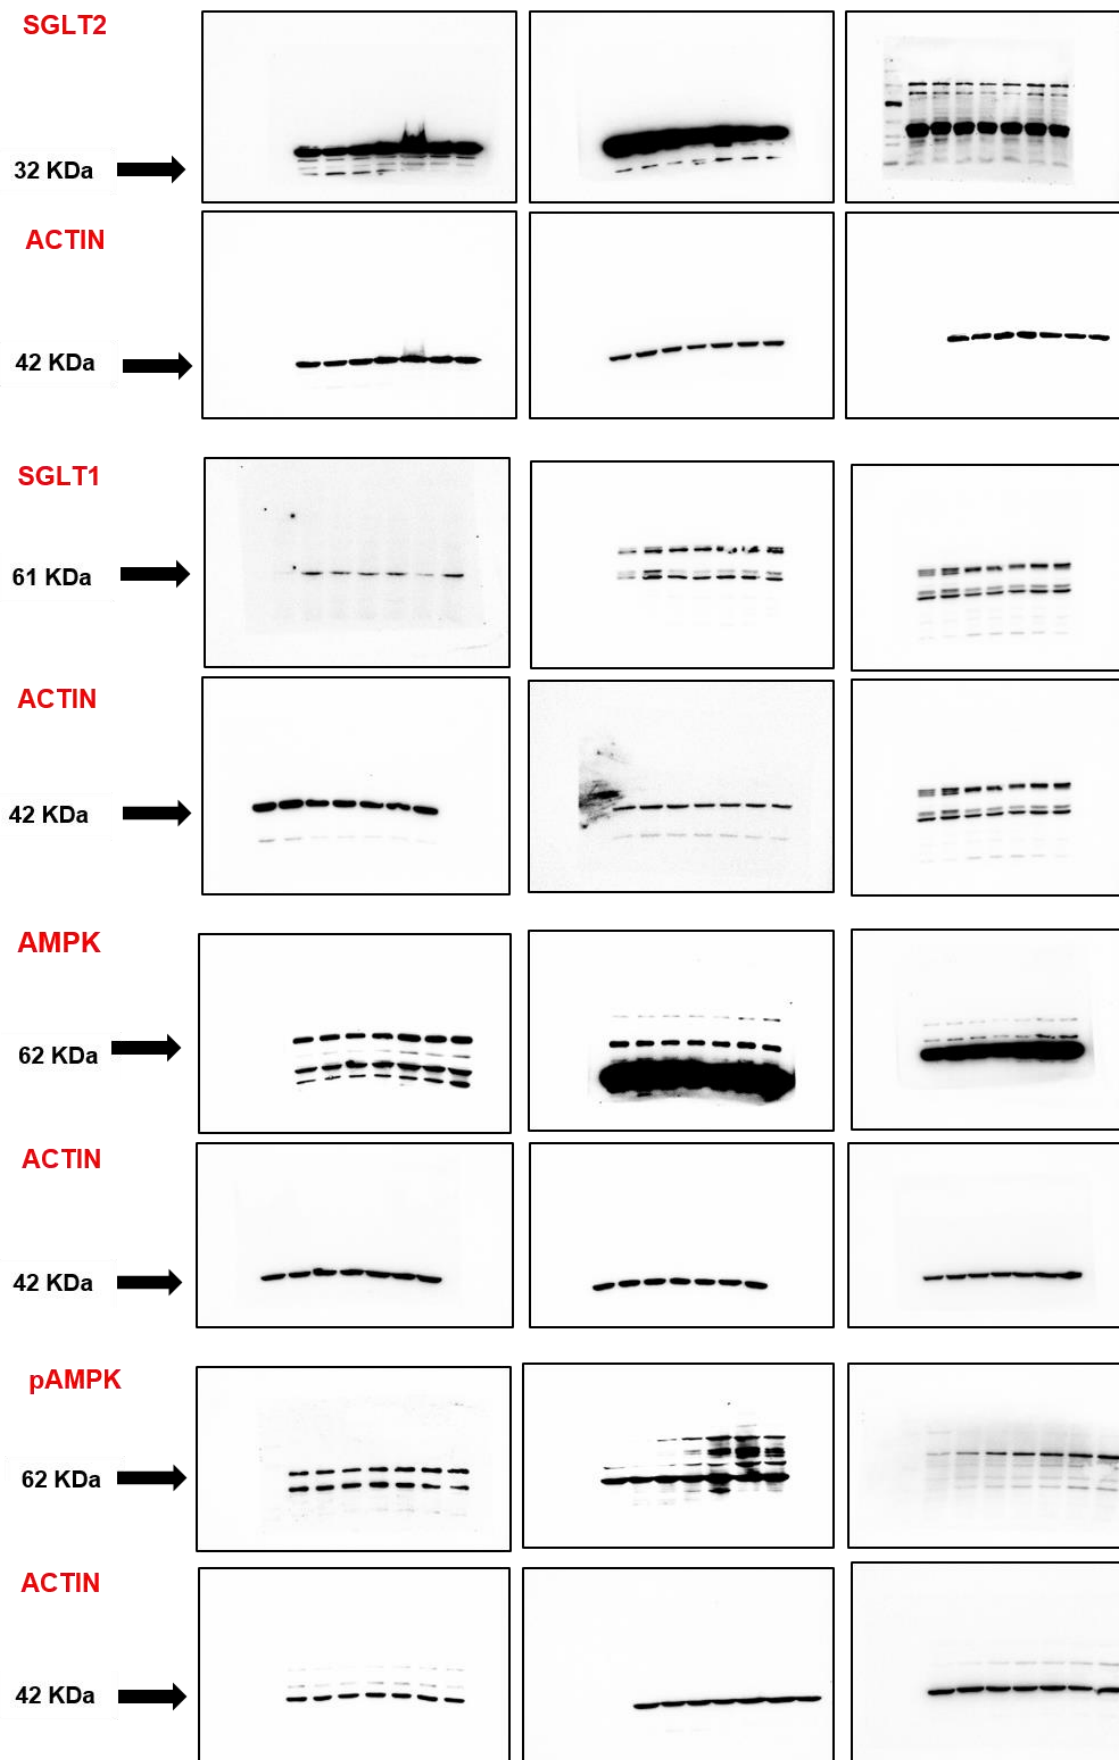 SGLT2
32 KDa
ACTIN
42 KDa
SGLT1
61 KDa
ACTIN
42 KDa
AMPK
62 KDa
ACTIN
42 KDa
pAMPK
62 KDa
ACTIN
42 KDa